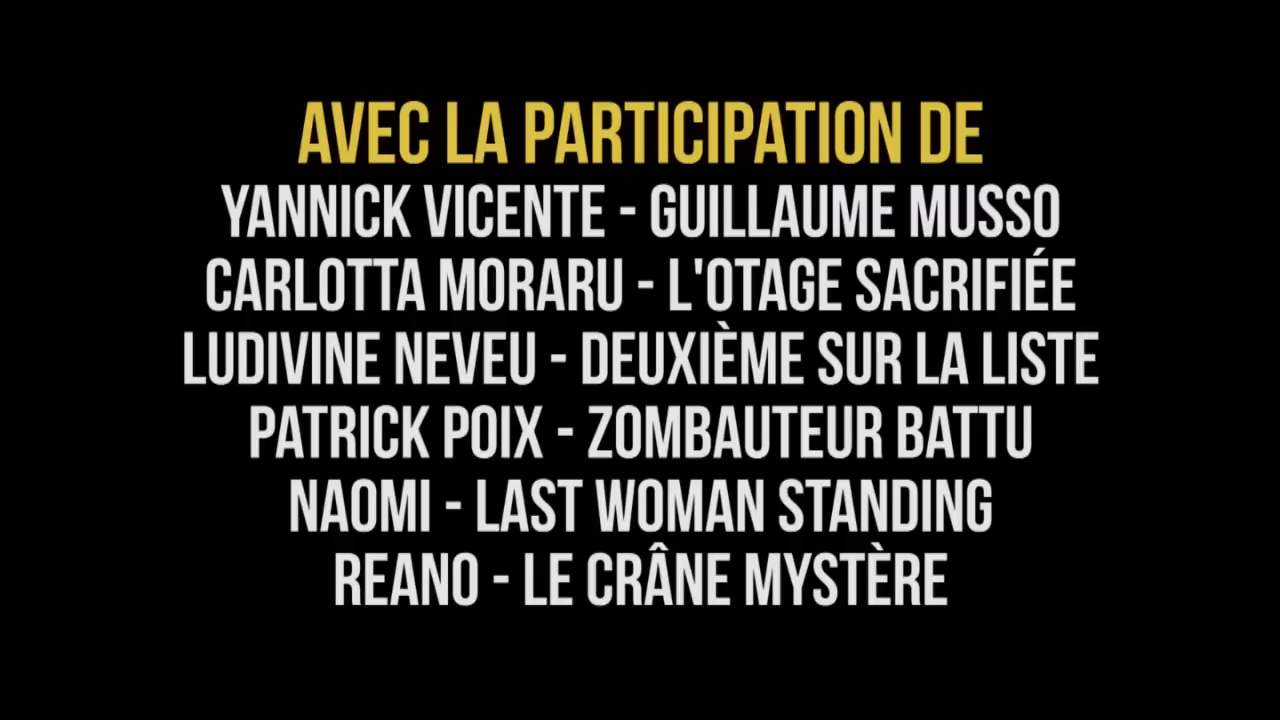 AVEC LA PARTICIPATION DE
YANNICK VICENTE - GUILLAUME MUSSO
CARLOTTA MORARU - L'OTAGE SACRIFIÉE
LUDIVINE NEVEU - DEUXIÈME SUR LA LISTE
PATRICK POIX - ZOMBAUTEUR BATTU
NAOMI - LAST WOMAN STANDING
REANO - LE CRÂNE MYSTÈRE